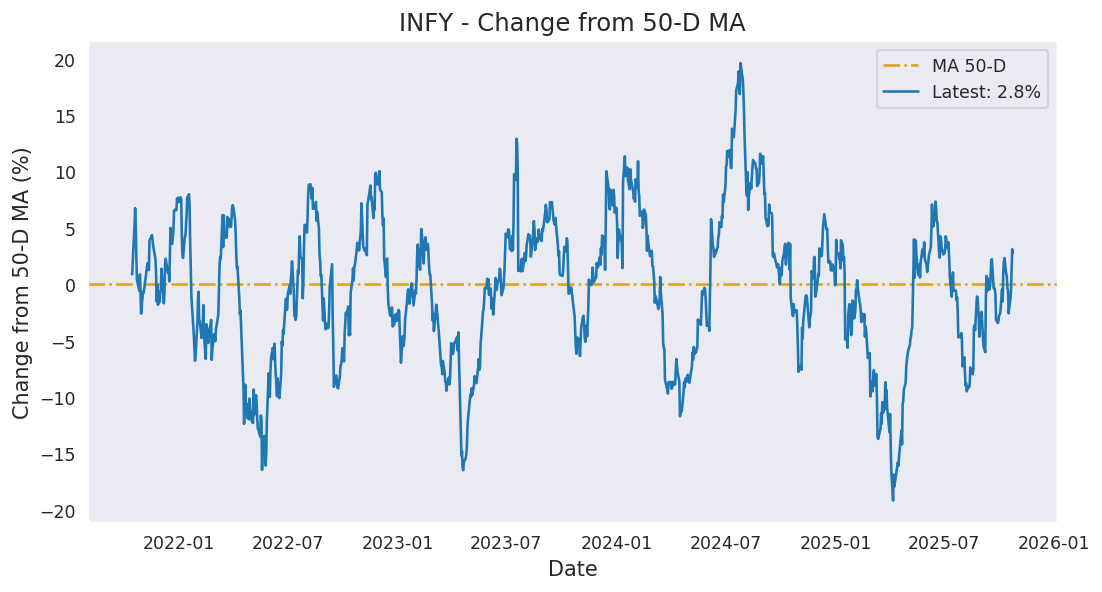 INFY - Change from 50-D MA
MA 50-D
Latest: 2.8%
Change from 50-D MA (%)
20
15
10
5
0
−5
−10
−15
−20
2022-01 2022-07 2023-01 2023-07 2024-01 2024-07 2025-01 2025-07 2026-01
Date